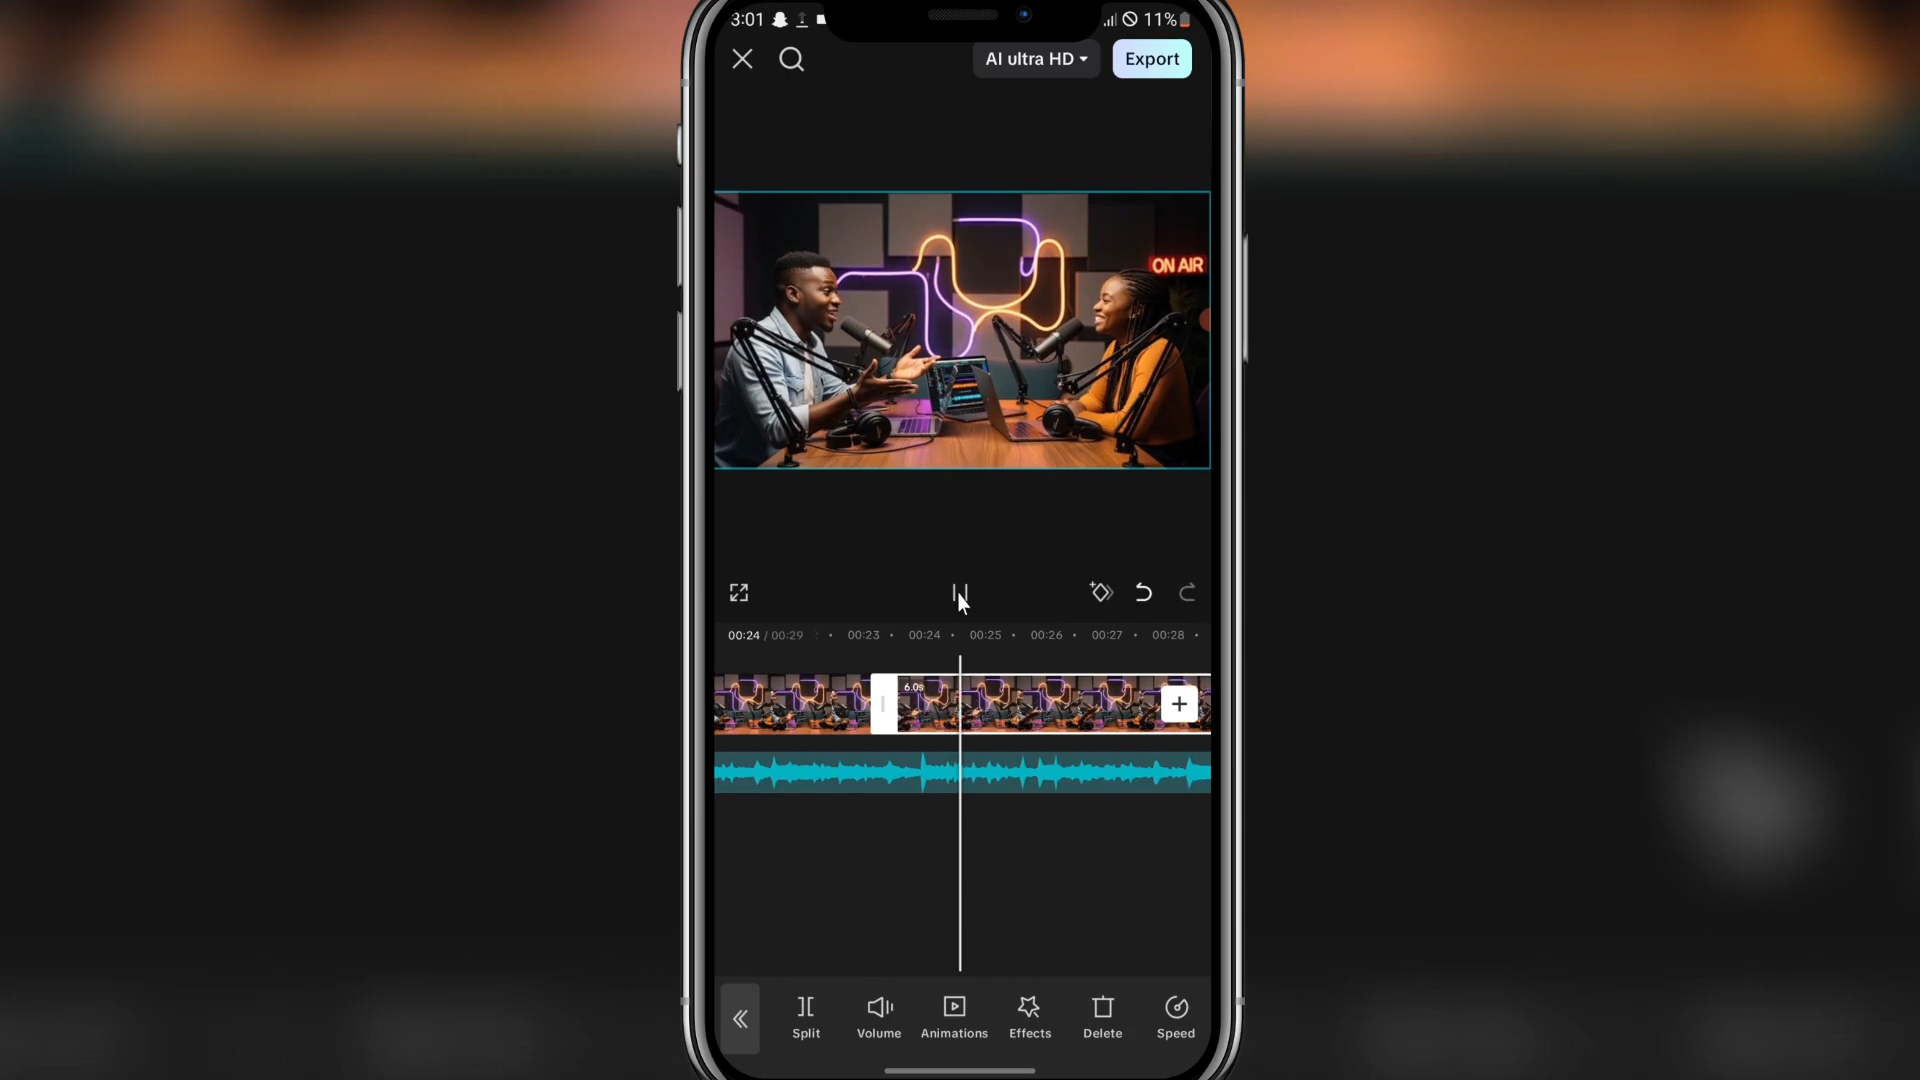 3:01 11%
AI ultra HD Export
ON AIR
00:24 / 00:29 00:23 00:24 00:25 00:26 00:27 00:28
6.0s
Split Volume Animations Effects Delete Speed